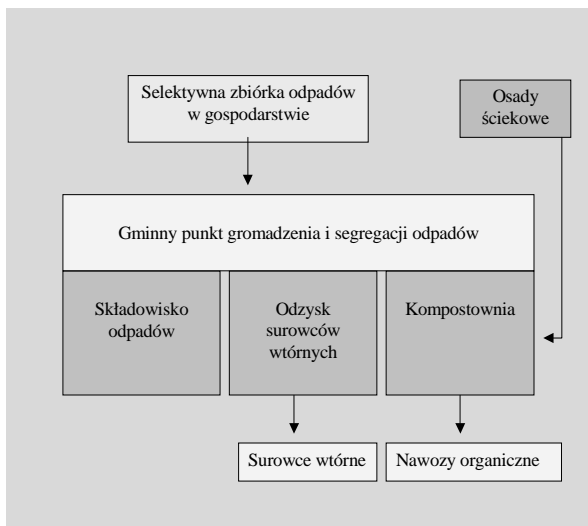 Selektywna zbiórka odpadów
w gospodarstwie
Osady
ściekowe
Gminny punkt gromadzenia i segregacji odpadów
Składowisko
odpadów
Odzysk
surowców
wtórnych
Kompostownia
Surowce wtórne
Nawozy organiczne